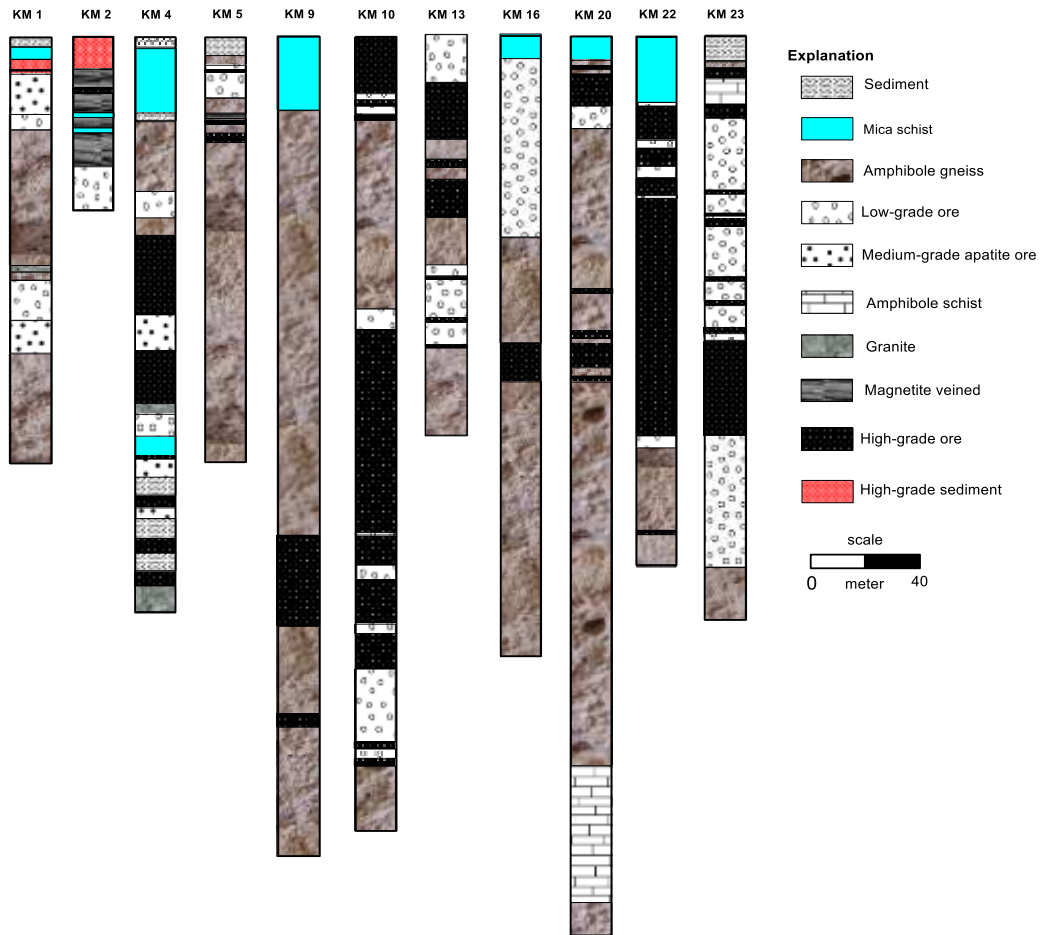 KM 1 KM 2 KM 4 KM 5 KM 9 KM 10 KM 13 KM 16 KM 20 KM 22 KM 23
Explanation
Sediment
Mica schist
Amphibole gneiss
Low-grade ore
Medium-grade apatite ore
Amphibole schist
Granite
Magnetite veined
High-grade ore
High-grade sediment
scale
0 meter 40